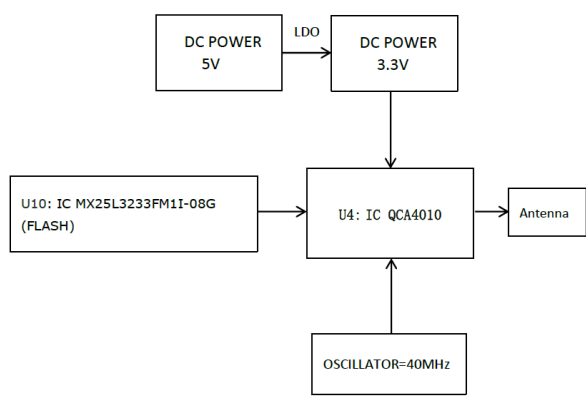 DC POWER
5V
LDO
DC POWER
3.3V
U10: IC MX25L3233FM1I-08G
(FLASH)
U4: IC QCA4010
Antenna
OSCILLATOR=40MHz